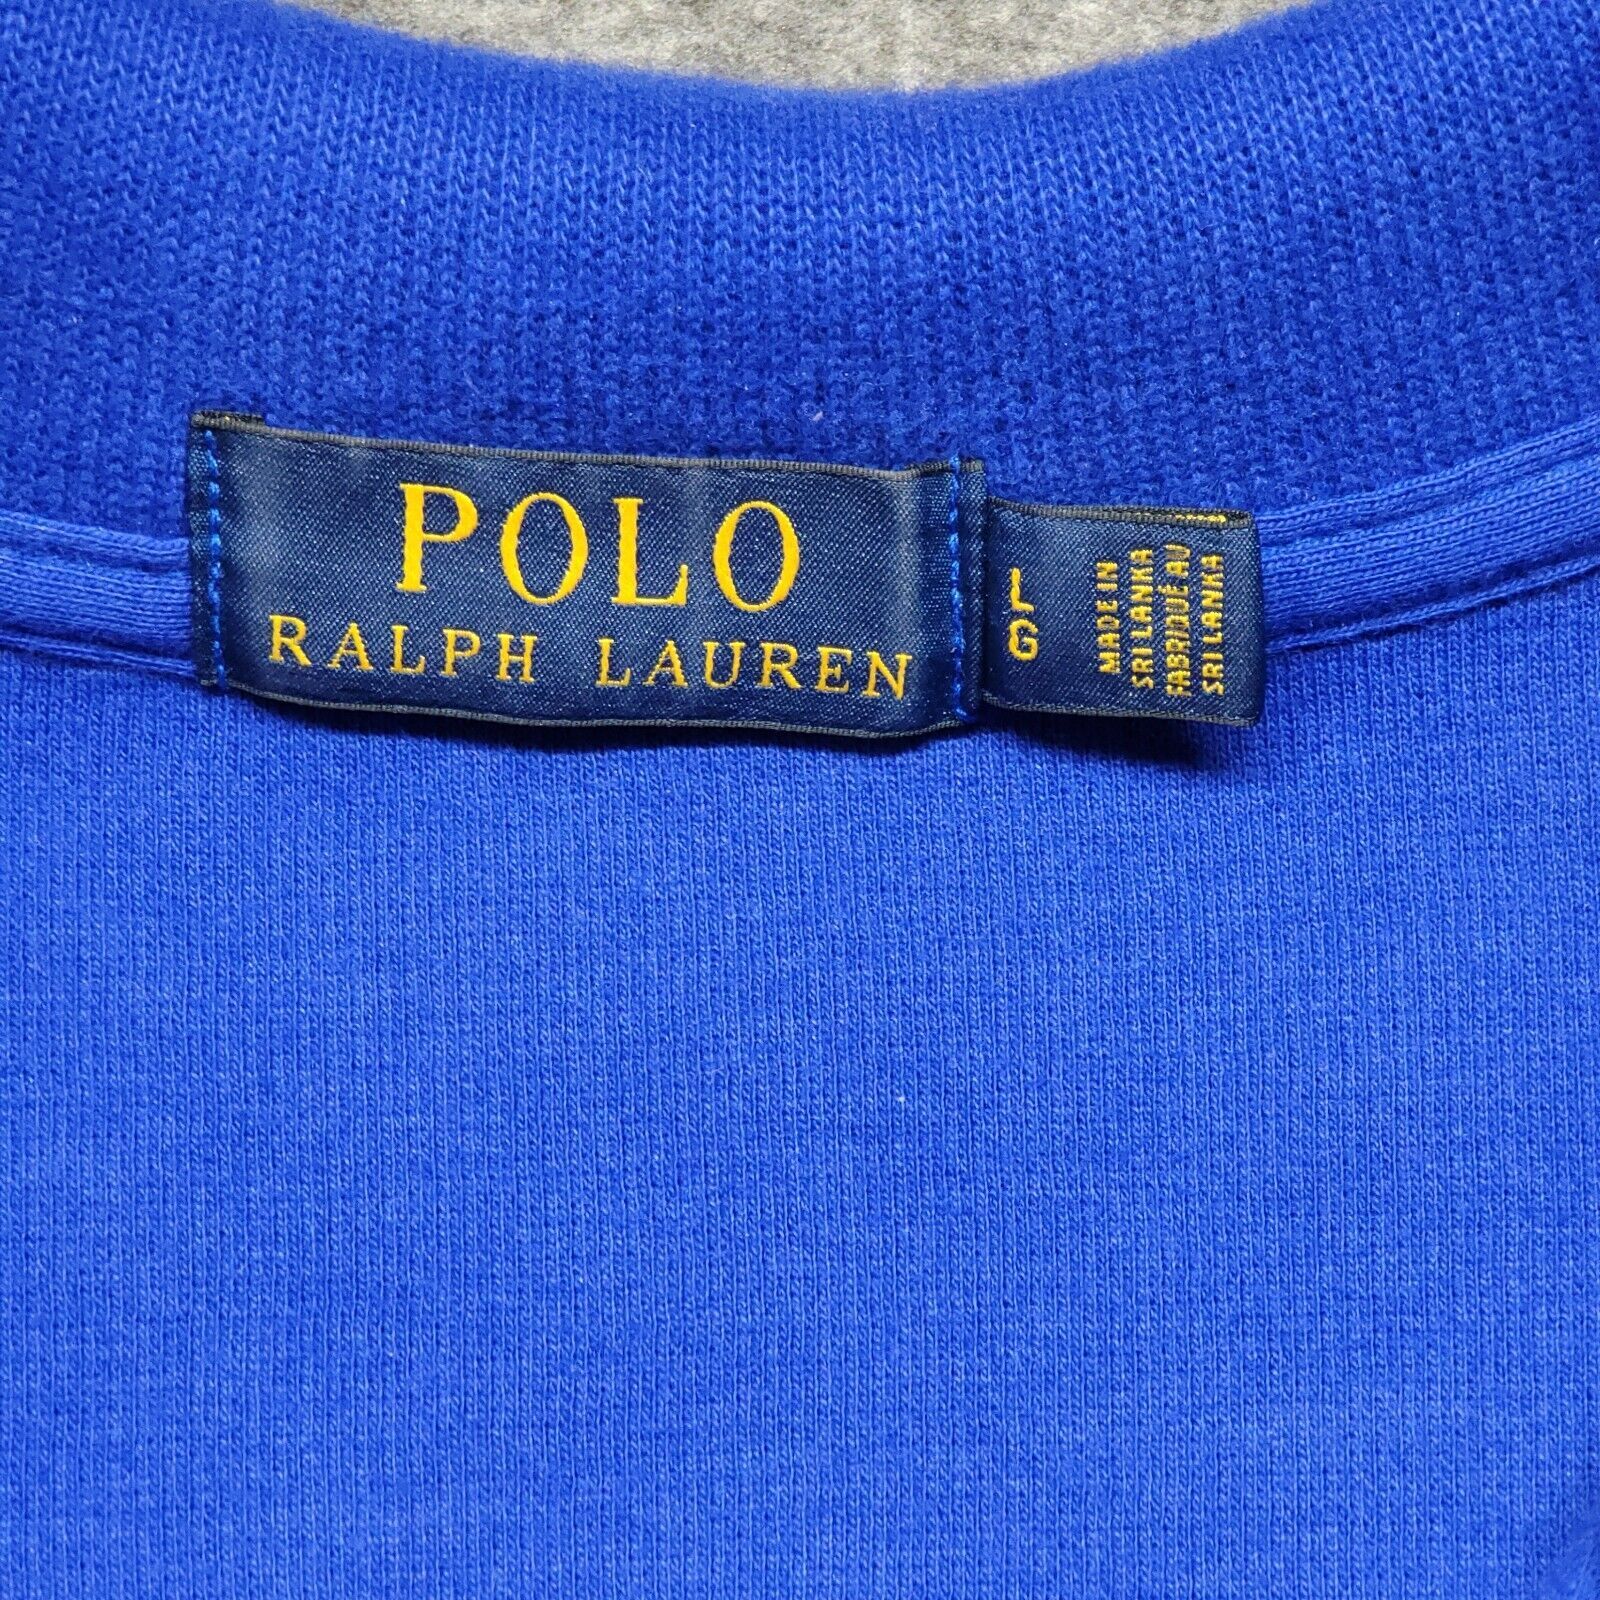 POLO
RALPH LAUREN
L
G
MADE IN
SRI LANKA
FABRIQUÉ AU
SRI LANKA